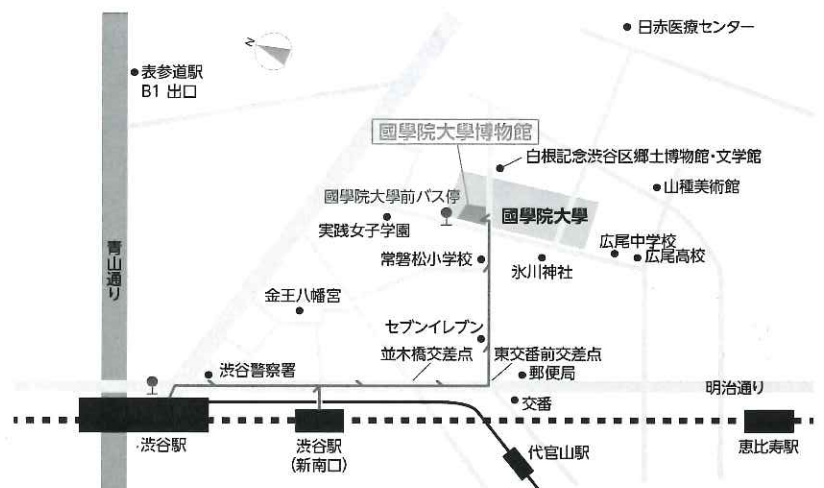 日赤医療センター
N
表参道駅
B1 出口
國學院大學博物館
白根記念渋谷区郷土博物館・文学館
山種美術館
國學院大學前バス停
國學院大學
実践女子学園
広尾中学校
青山通り
常磐松小学校
氷川神社
広尾高校
金王八幡宮
セブンイレブン
並木橋交差点
東交番前交差点
渋谷警察署
郵便局
明治通り
交番
渋谷駅
渋谷駅
(新南口)
代官山駅
恵比寿駅